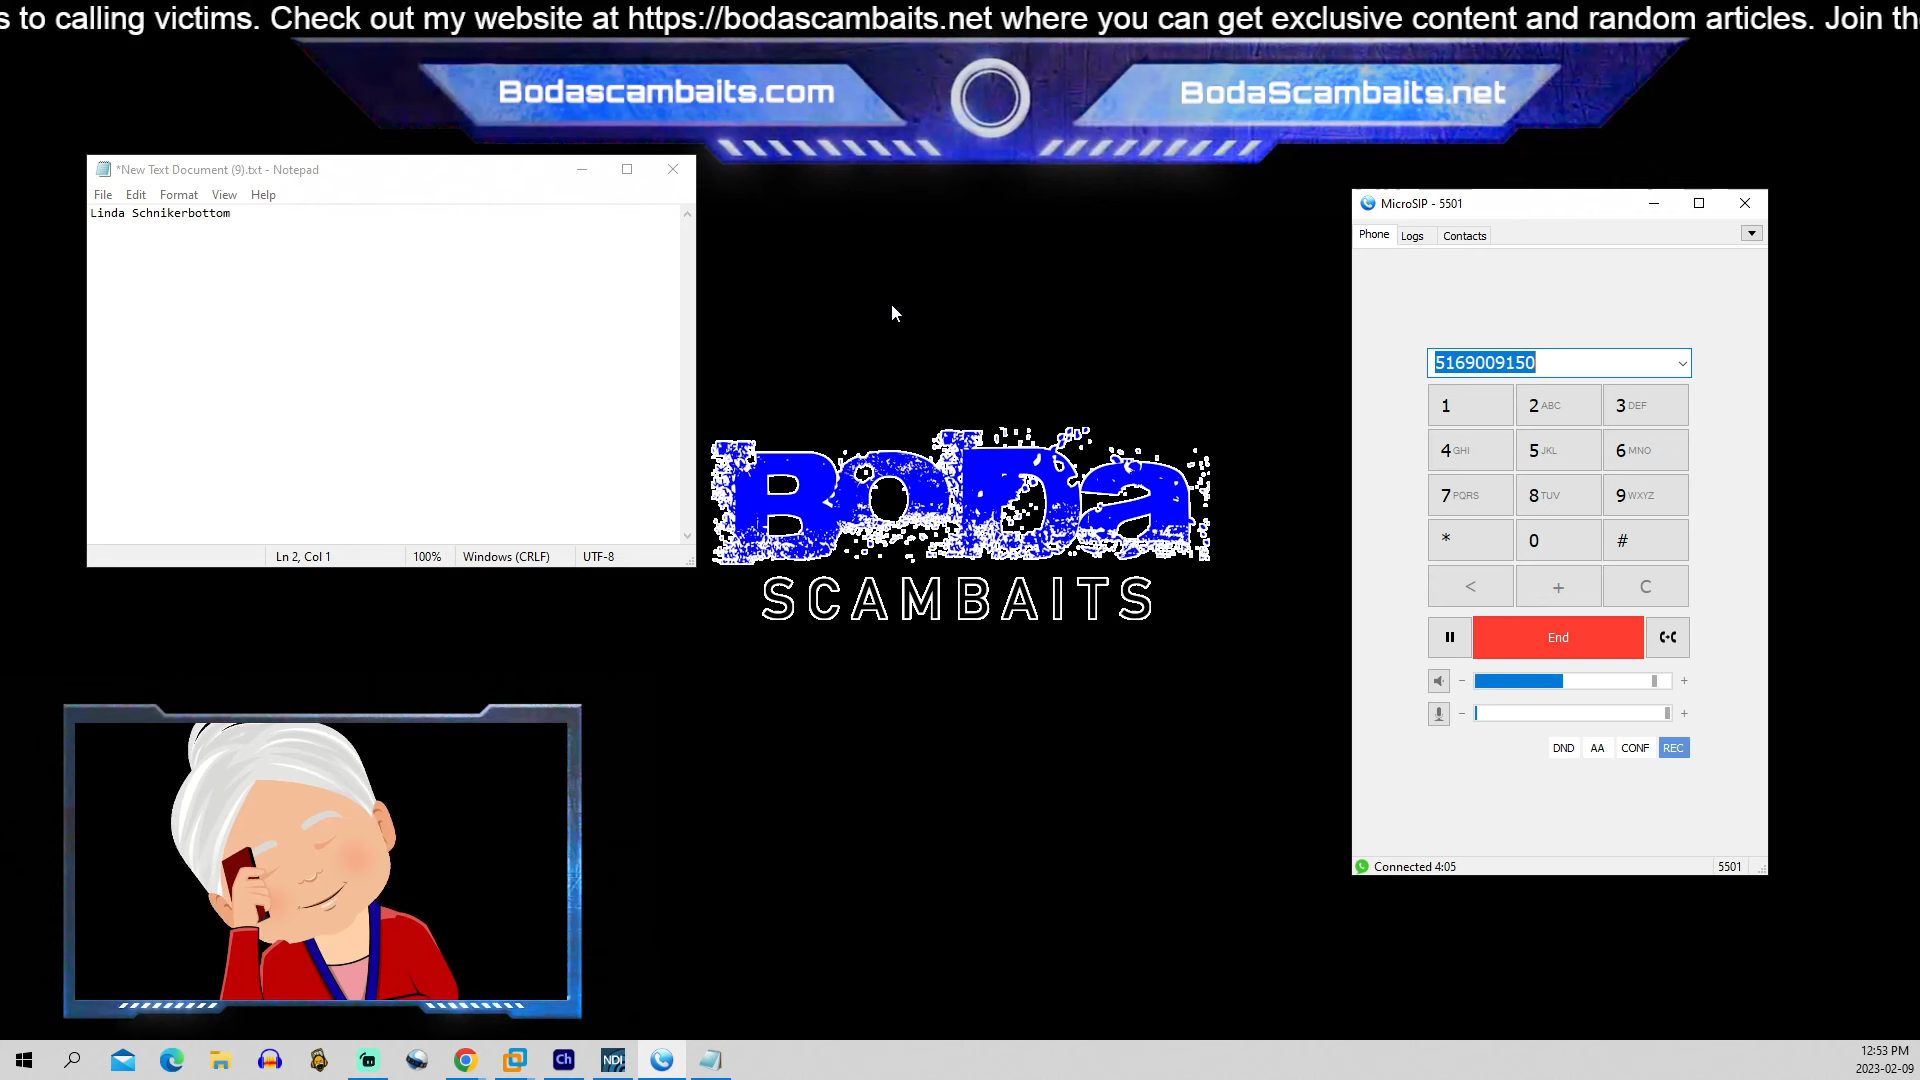 s to calling victims. Check out my website at https://bodascambaits.net where you can get exclusive content and random articles. Join th
Bodascambaits.com
BodaScambaits.net
*New Text Document (9).txt - Notepad
File Edit Format View Help
Linda Schnikerbottom
Ln 2, Col 1 100% Windows (CRLF) UTF-8
MicroSIP - 5501
Phone Logs Contacts
5169009150
1 2 ABC 3 DEF
4 GHI 5 JKL 6 MNO
7 PQRS 8 TUV 9 WXYZ
* 0 #
< + C
End
- +
- +
DND AA CONF REC
Connected 4:05 5501
BoDa
SCAMBAITS
Ch
NDI
12:53 PM
2023-02-09